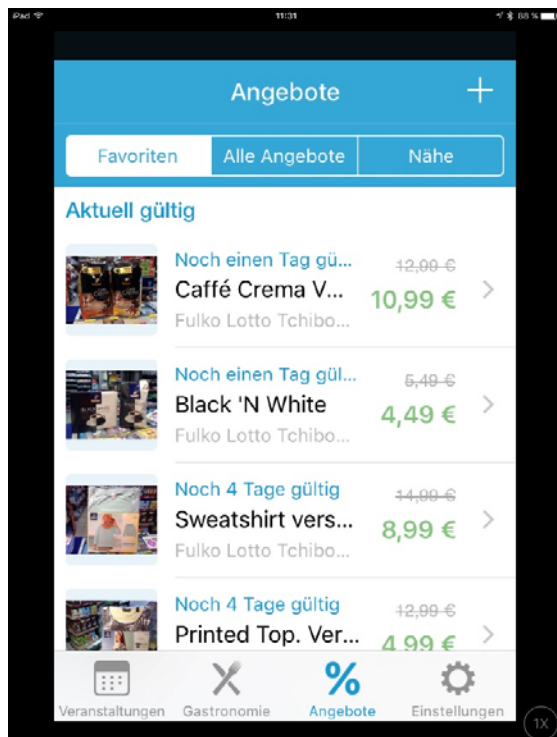 iPad
11:31
88 %
Angebote
+
Favoriten
Alle Angebote
Nähe
Aktuell gültig
Noch einen Tag gü...
12,99 €
Caffé Crema V...
10,99 €
Fulko Lotto Tchibo...
Noch einen Tag gül...
5,49 €
Black 'N White
4,49 €
Fulko Lotto Tchibo...
Noch 4 Tage gültig
14,99 €
Sweatshirt vers...
8,99 €
Fulko Lotto Tchibo...
Noch 4 Tage gültig
12,99 €
Printed Top. Ver...
4,99 €
%
Veranstaltungen
Gastronomie
Angebote
Einstellungen
1X